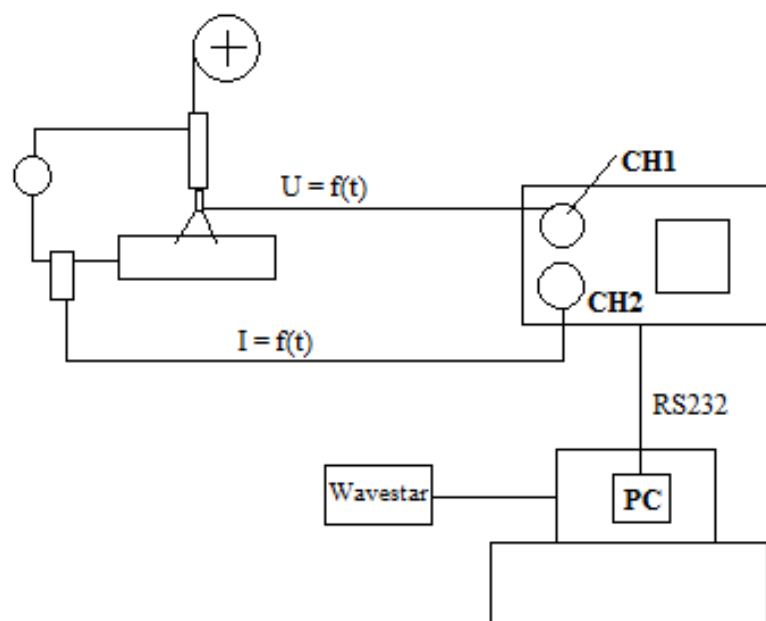 CH1
U = f(t)
CH2
I = f(t)
RS232
Wavestar
PC